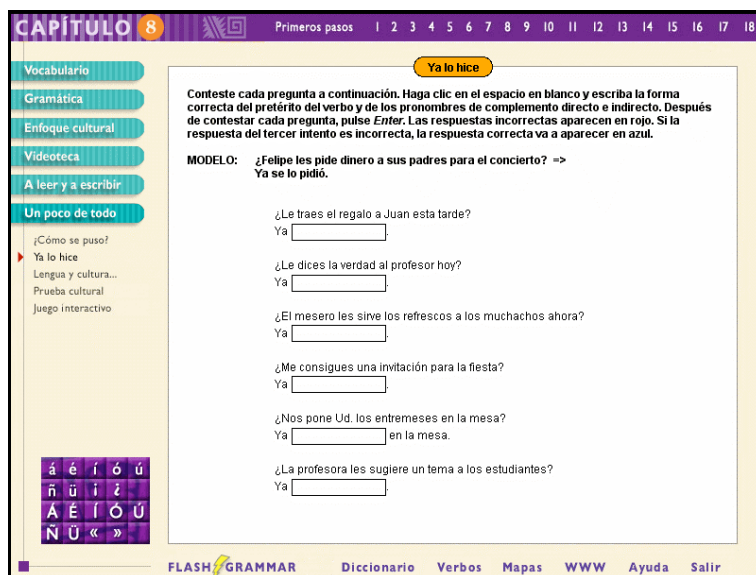 CAPÍTULO 8
Primeros pasos 1 2 3 4 5 6 7 8 9 10 11 12 13 14 15 16 17 18
Vocabulario
Gramática
Enfoque cultural
Videoteca
A leer y a escribir
Un poco de todo
¿Cómo se puso?
Ya lo hice
Lengua y cultura...
Prueba cultural
Juego interactivo
Ya lo hice
Conteste cada pregunta a continuación. Haga clic en el espacio en blanco y escriba la forma
correcta del pretérito del verbo y de los pronombres de complemento directo e indirecto. Después
de contestar cada pregunta, pulse Enter. Las respuestas incorrectas aparecen en rojo. Si la
respuesta del tercer intento es incorrecta, la respuesta correcta va a aparecer en azul.
MODELO: ¿Felipe les pide dinero a sus padres para el concierto? =>
Ya se lo pidió.
¿Le traes el regalo a Juan esta tarde?
Ya .
¿Le dices la verdad al profesor hoy?
Ya .
¿El mesero les sirve los refrescos a los muchachos ahora?
Ya .
¿Me consigues una invitación para la fiesta?
Ya .
¿Nos pone Ud. los entremeses en la mesa?
Ya en la mesa.
¿La profesora les sugiere un tema a los estudiantes?
Ya .
á é í ó ú
ñ ü ¡ ¿
Á É Í Ó Ú
Ñ Ü « »
FLASH GRAMMAR Diccionario Verbos Mapas WWW Ayuda Salir